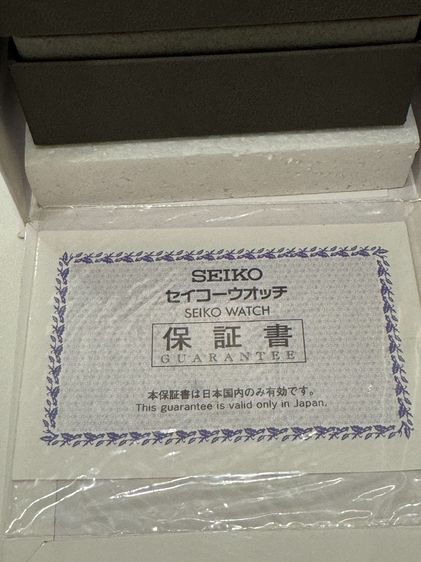 SEIKO
セイコーウオッチ
SEIKO WATCH
保証書
GUARANTEE
本保証書は日本国内のみ有効です。
This guarantee is valid only in Japan.